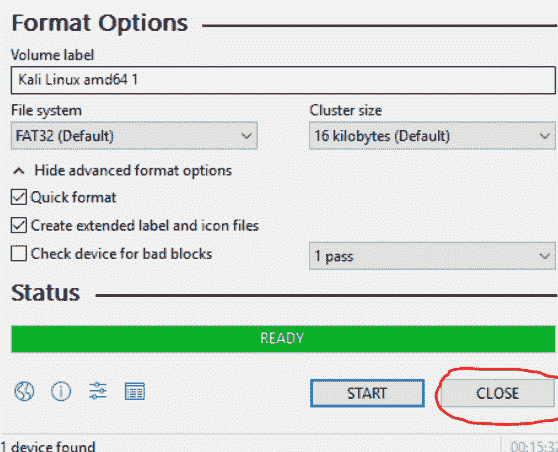 Format Options
Volume label
Kali Linux amd64 1
File system Cluster size
FAT32 (Default) 16 kilobytes (Default)
Hide advanced format options
Quick format
Create extended label and icon files
Check device for bad blocks 1 pass
Status
READY
START CLOSE
1 device found 00:15:32